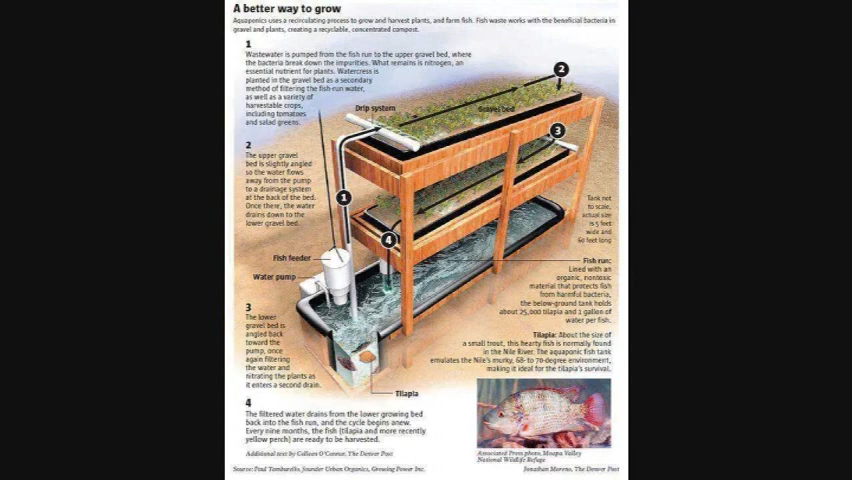 A better way to grow
Aquaponics uses a recirculating process to grow and harvest plants, and farm fish. Fish waste works with the beneficial bacteria in
gravel and plants, creating a recyclable, concentrated compost.
1
Wastewater is pumped from the fish run to the upper gravel bed, where
the bacteria break down the impurities. What remains is nitrogen, an
essential nutrient for plants. Watercress is
planted in the gravel bed as a secondary
method of filtering the fish-run water,
as well as a variety of
harvestable crops,
including tomatoes
and salad greens.
2
The upper gravel
bed is slightly angled
so the water flows
away from the pump
to a drainage system
at the back of the bed.
Once there, the water
drains down to the
lower gravel bed.
Drip system
Gravel bed
2
3
1
4
Tank not
to scale,
actual size
is 5 feet
wide and
60 feet long
Fish feeder
Water pump
Fish run:
Lined with an
organic, nontoxic
material that protects fish
from harmful bacteria,
the below-ground tank holds
about 25,000 tilapia and 1 gallon of
water per fish.
3
The lower
gravel bed is
angled back
toward the
pump, once
again filtering
the water and
nitrating the plants as
it enters a second drain.
Tilapia: About the size of
a small trout, this hearty fish is normally found
in the Nile River. The aquaponic fish tank
emulates the Nile's murky, 68- to 70-degree environment,
making it ideal for the tilapia's survival.
Tilapia
4
The filtered water drains from the lower growing bed
back into the fish run, and the cycle begins anew.
Every nine months, the fish (tilapia and more recently
yellow perch) are ready to be harvested.
Additional text by Colleen O'Connor, The Denver Post
Associated Press photo, Moapa Valley
National Wildlife Refuge
Source: Paul Tamburello, founder Urban Organics, Growing Power Inc.
Jonathan Moreno, The Denver Post